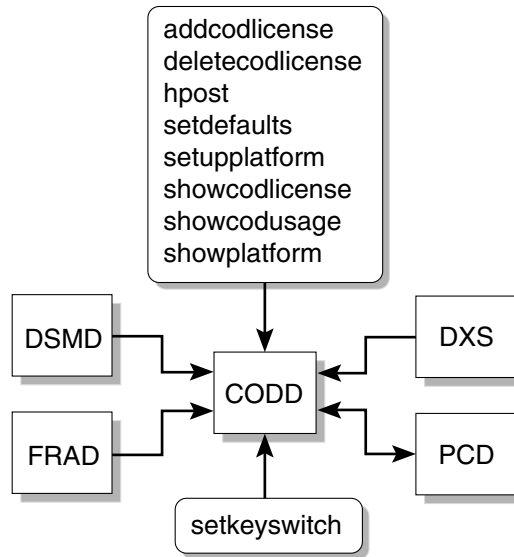 addcodlicense
deletecodlicense
hpost
setdefaults
setupplatform
showcodlicense
showcodusage
showplatform
DSMD
DXS
CODD
FRAD
PCD
setkeyswitch